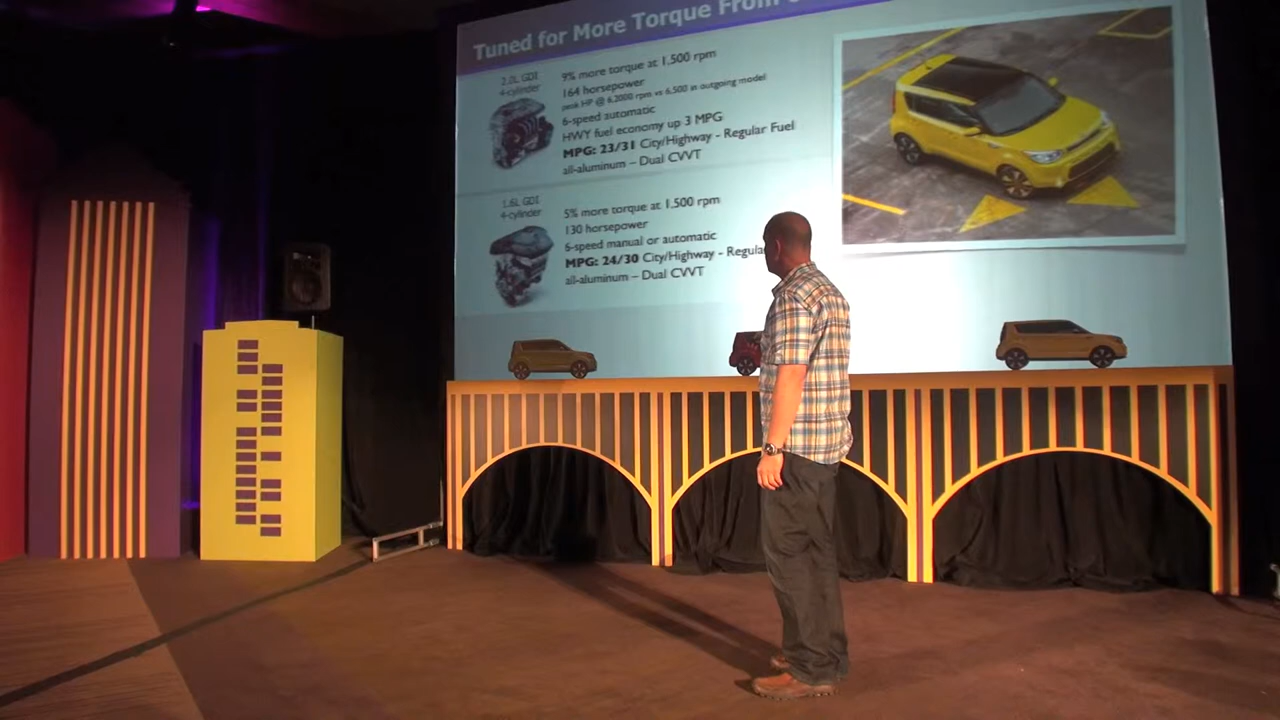 Tuned for More Torque From
2.0L GDI
4-cylinder
9% more torque at 1,500 rpm
164 horsepower
peak HP @ 6,2000 rpm vs 6,500 in outgoing model
6-speed automatic
HWY fuel economy up 3 MPG
MPG: 23/31 City/Highway - Regular Fuel
all-aluminum – Dual CVVT
1.6L GDI
4-cylinder
5% more torque at 1,500 rpm
130 horsepower
6-speed manual or automatic
MPG: 24/30 City/Highway - Regular
all-aluminum – Dual CVVT